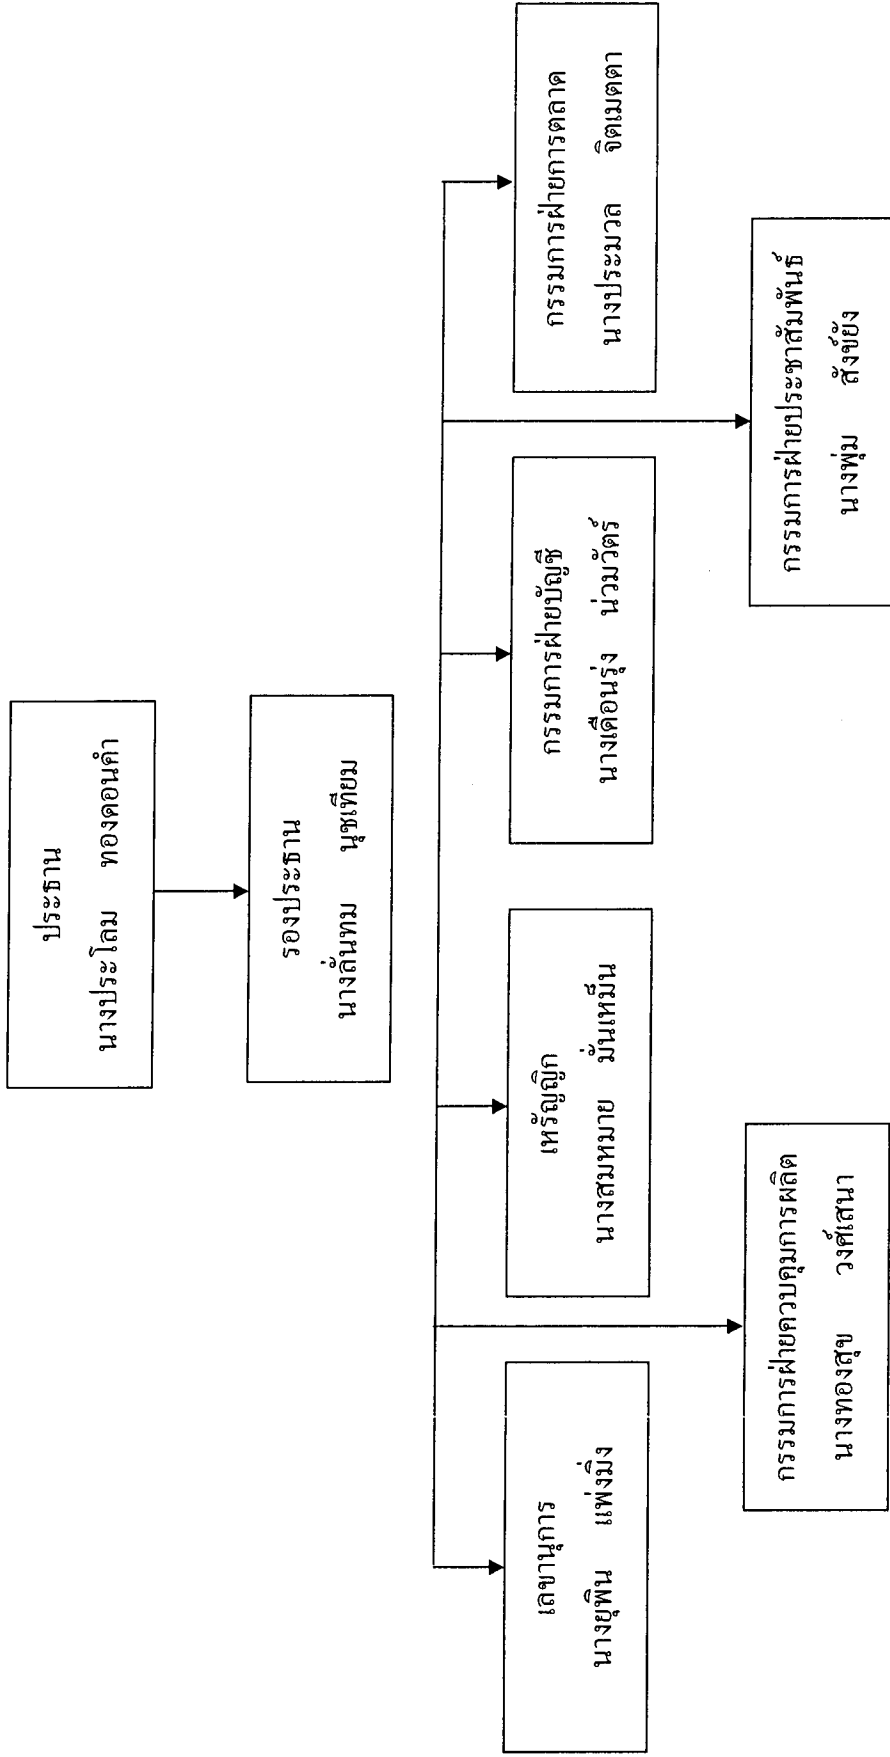 ประธาน
นางประโลม ทองดอนคำ
รองประธาน
นางลั่นทม นุชเทียม
เลขานุการ
นางยุพิน แพ่งมิ่ง
เหรัญญิก
นางสมหมาย มั่นเหมือน
กรรมการฝ่ายบัญชี
นางเดือนรุ่ง น่วมวัตร์
กรรมการฝ่ายการตลาด
นางประมวล จิตเมตตา
กรรมการฝ่ายควบคุมการผลิต
นางทองสุข วงศ์เสนา
กรรมการฝ่ายประชาสัมพันธ์
นางพุ่ม สังข์ยัง